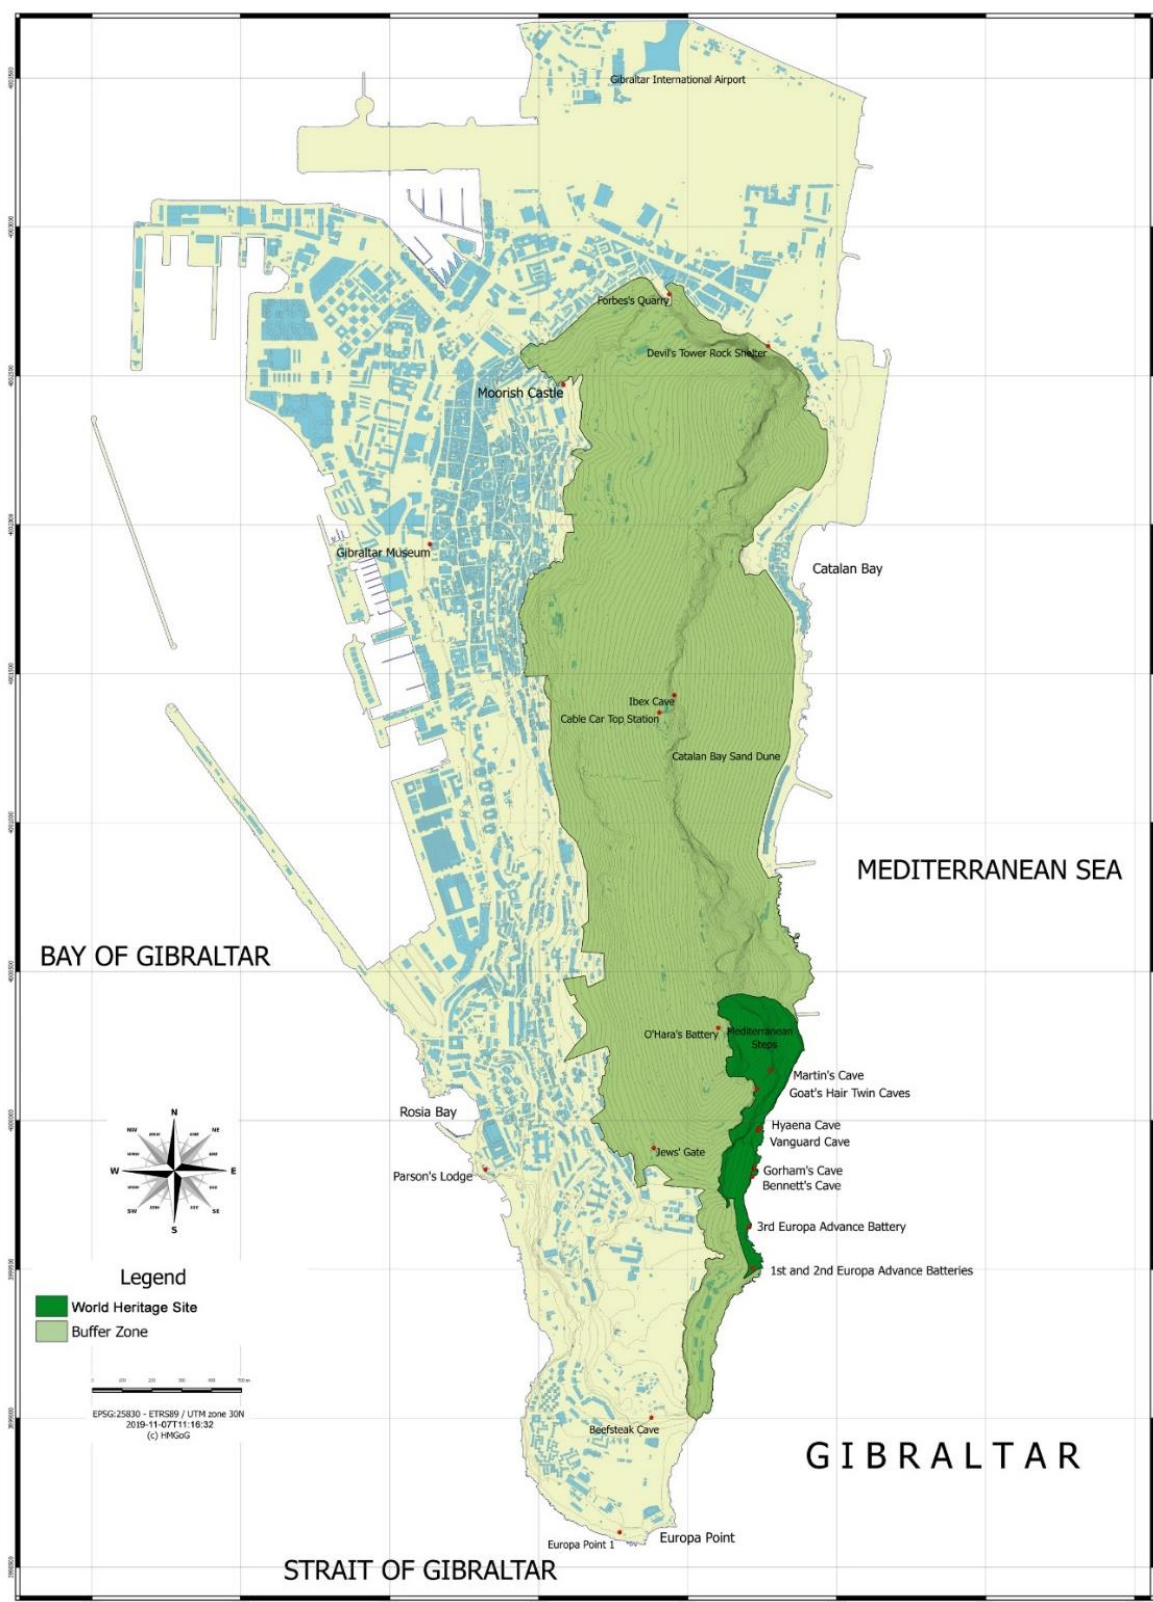 Gibraltar International Airport
Forbes's Quarry
Devil's Tower Rock Shelter
Moorish Castle
Gibraltar Museum
Catalan Bay
Ibex Cave
Cable Car Top Station
Catalan Bay Sand Dune
MEDITERRANEAN SEA
BAY OF GIBRALTAR
O'Hara's Battery
Mediterranean
Steps
Martin's Cave
Goat's Hair Twin Caves
Rosia Bay
Hyaena Cave
Vanguard Cave
Jews' Gate
Parson's Lodge
Gorham's Cave
Bennett's Cave
3rd Europa Advance Battery
1st and 2nd Europa Advance Batteries
N
NW
NE
W
E
SW
SE
S
Legend
World Heritage Site
Buffer Zone
EPSG:25830 - ETRS89 / UTM zone 30N
2019-11-07T11:16:32
(c) HMGoG
Beefsteak Cave
GIBRALTAR
Europa Point
Europa Point 1
STRAIT OF GIBRALTAR